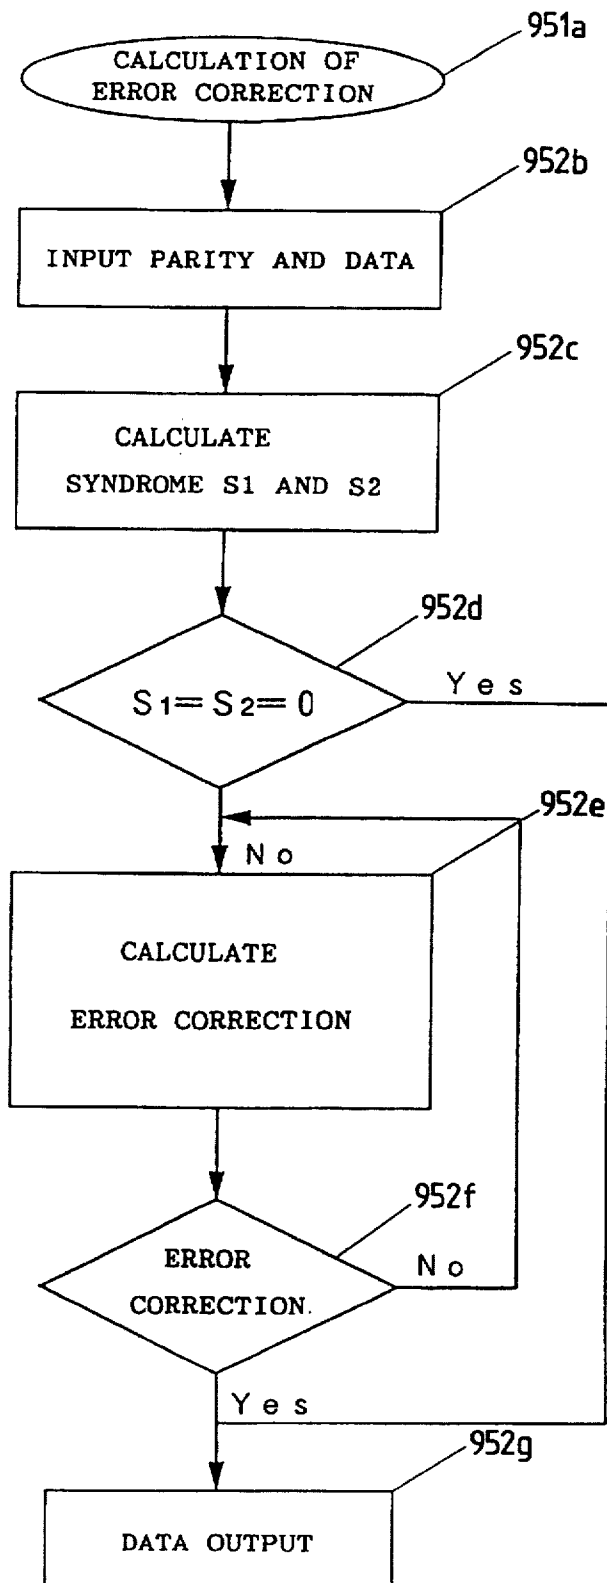 951a
CALCULATION OF
ERROR CORRECTION
952b
INPUT PARITY AND DATA
952c
CALCULATE
SYNDROME S1 AND S2
952d
S1=S2=0
Yes
952e
No
CALCULATE
ERROR CORRECTION
952f
ERROR
CORRECTION.
No
Yes
952g
DATA OUTPUT